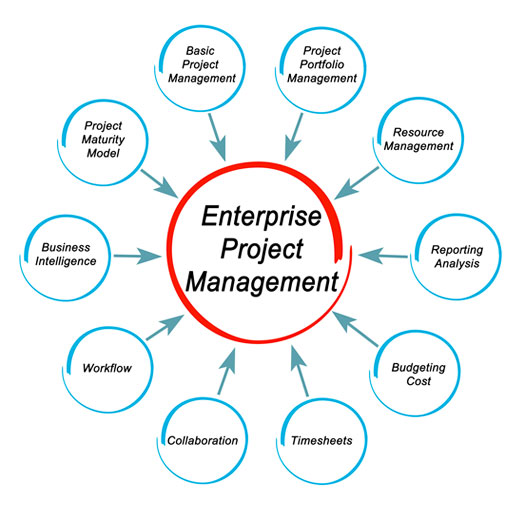 Basic
Project
Management
Project
Portfolio
Management
Project
Maturity
Model
Resource
Management
Enterprise
Project
Management
Business
Intelligence
Reporting
Analysis
Workflow
Budgeting
Cost
Collaboration
Timesheets